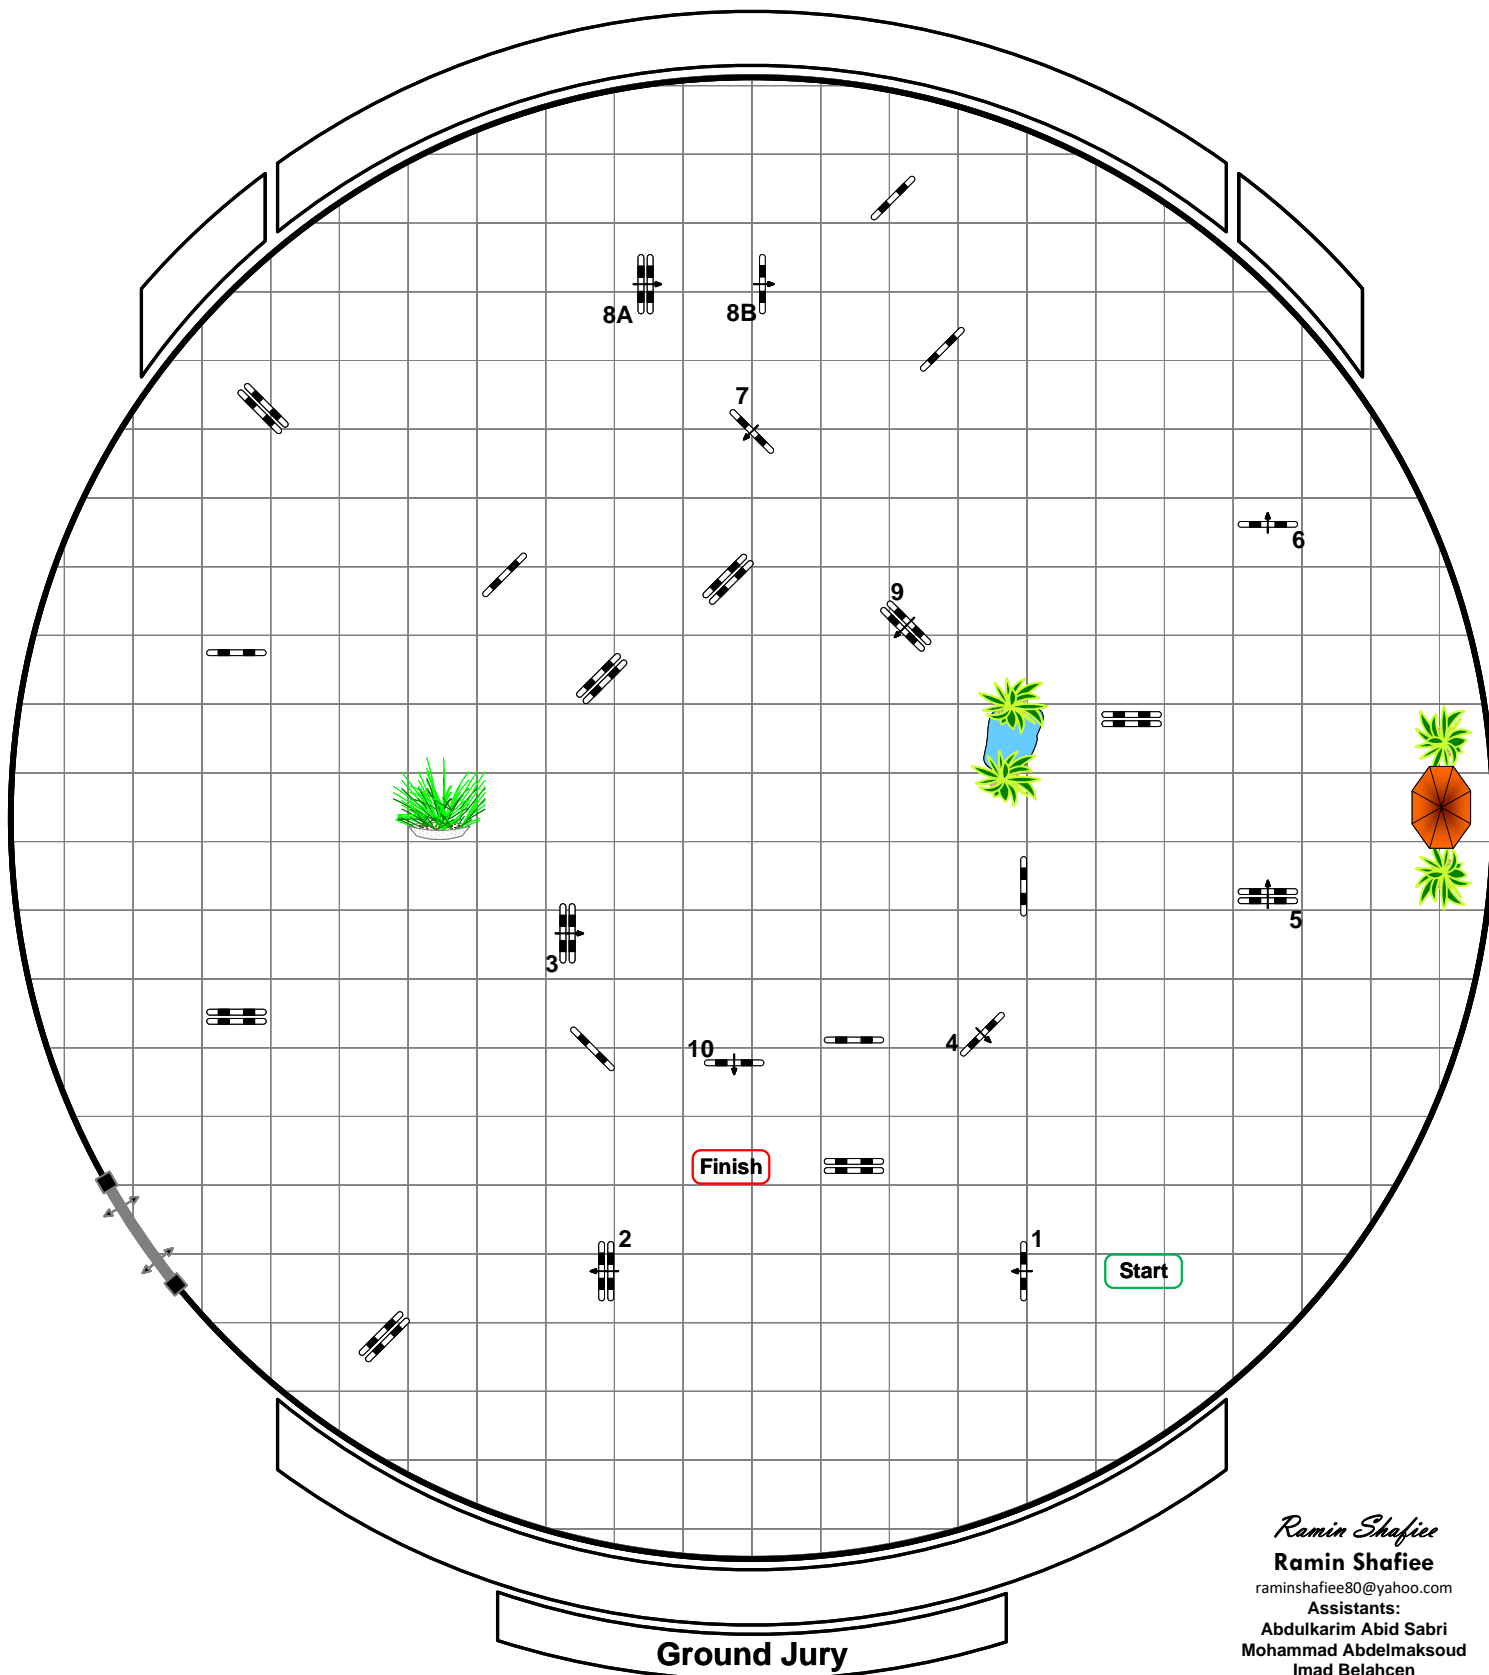 8A
8B
7
6
9
5
3
10
4
Finish
2
1
Start
Ramin Shafiee
Ramin Shafiee
raminshafiee80@yahoo.com
Assistants:
Abdulkarim Abid Sabri
Mohammad Abdelmaksoud
Imad Belahcen
Ground Jury